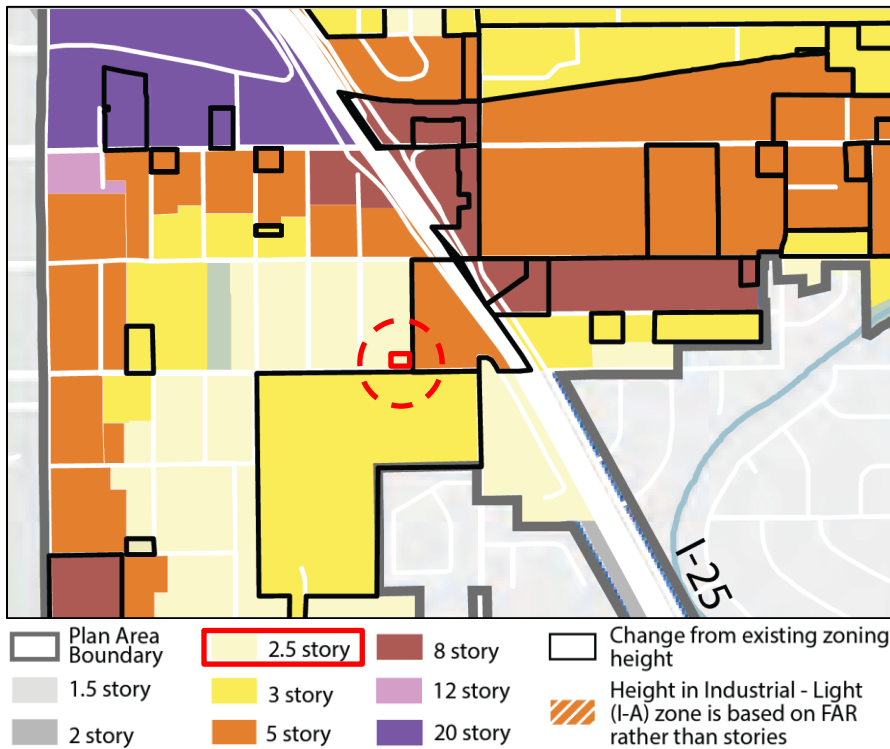 I-25
Plan Area
Boundary
1.5 story
2 story
2.5 story
3 story
5 story
8 story
12 story
20 story
Change from existing zoning
height
Height in Industrial - Light
(I-A) zone is based on FAR
rather than stories